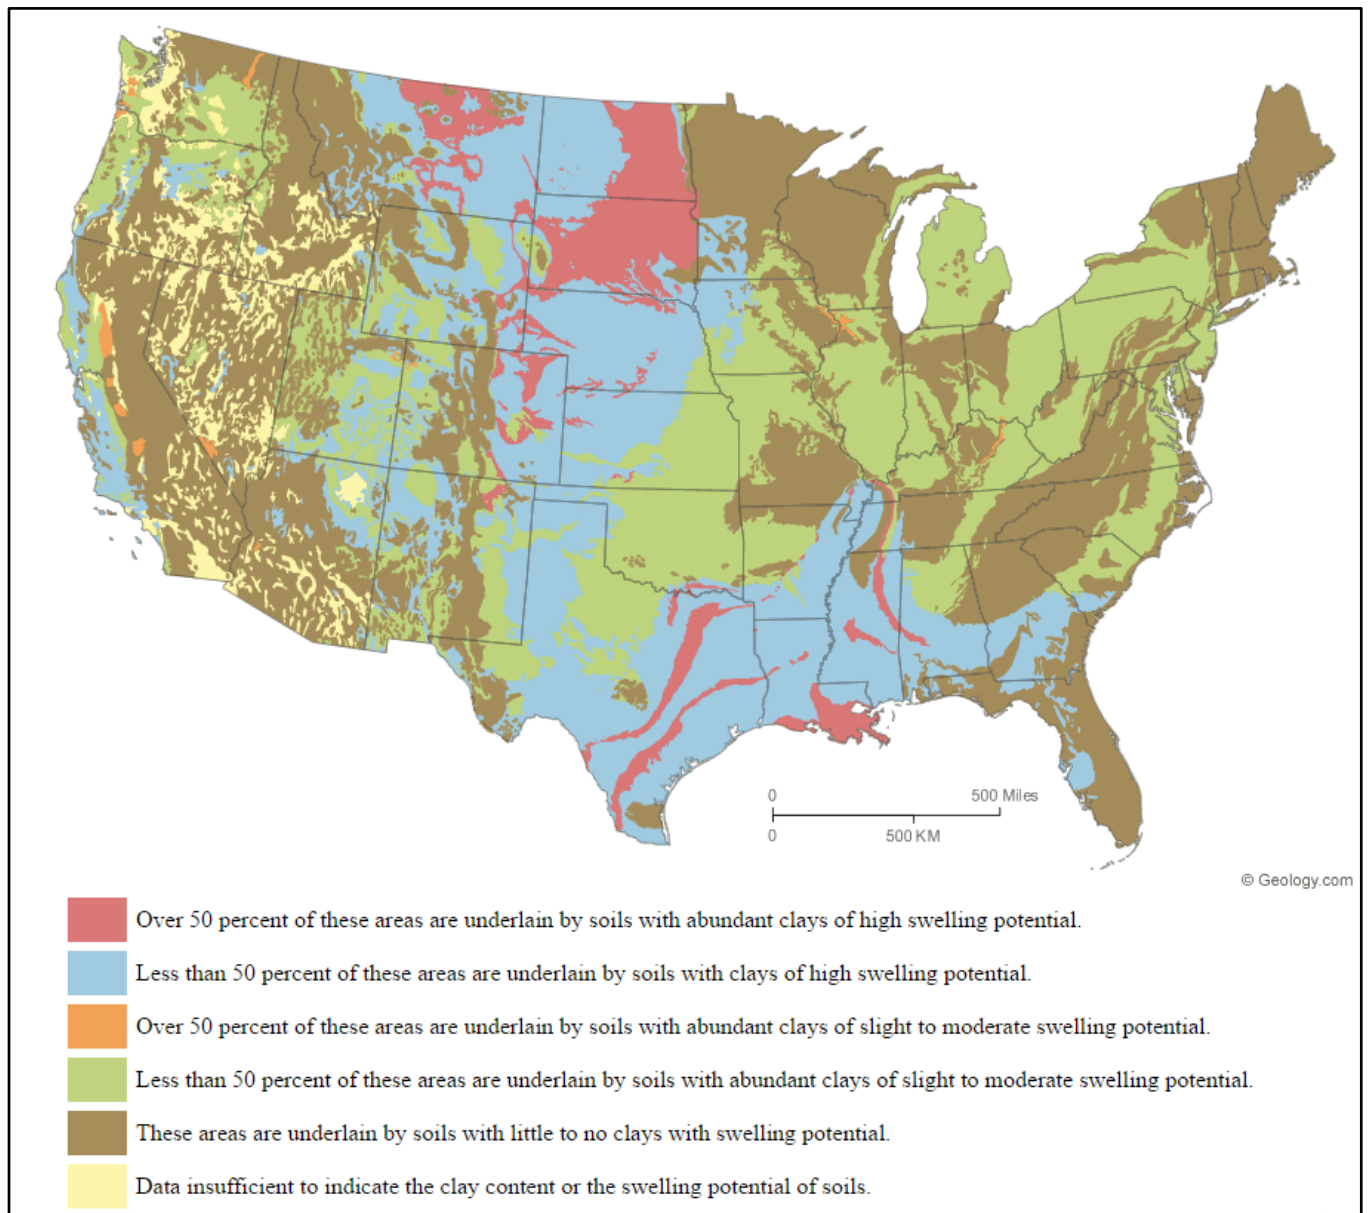 0 500 Miles
0 500 KM
© Geology.com
Over 50 percent of these areas are underlain by soils with abundant clays of high swelling potential.
Less than 50 percent of these areas are underlain by soils with clays of high swelling potential.
Over 50 percent of these areas are underlain by soils with abundant clays of slight to moderate swelling potential.
Less than 50 percent of these areas are underlain by soils with abundant clays of slight to moderate swelling potential.
These areas are underlain by soils with little to no clays with swelling potential.
Data insufficient to indicate the clay content or the swelling potential of soils.